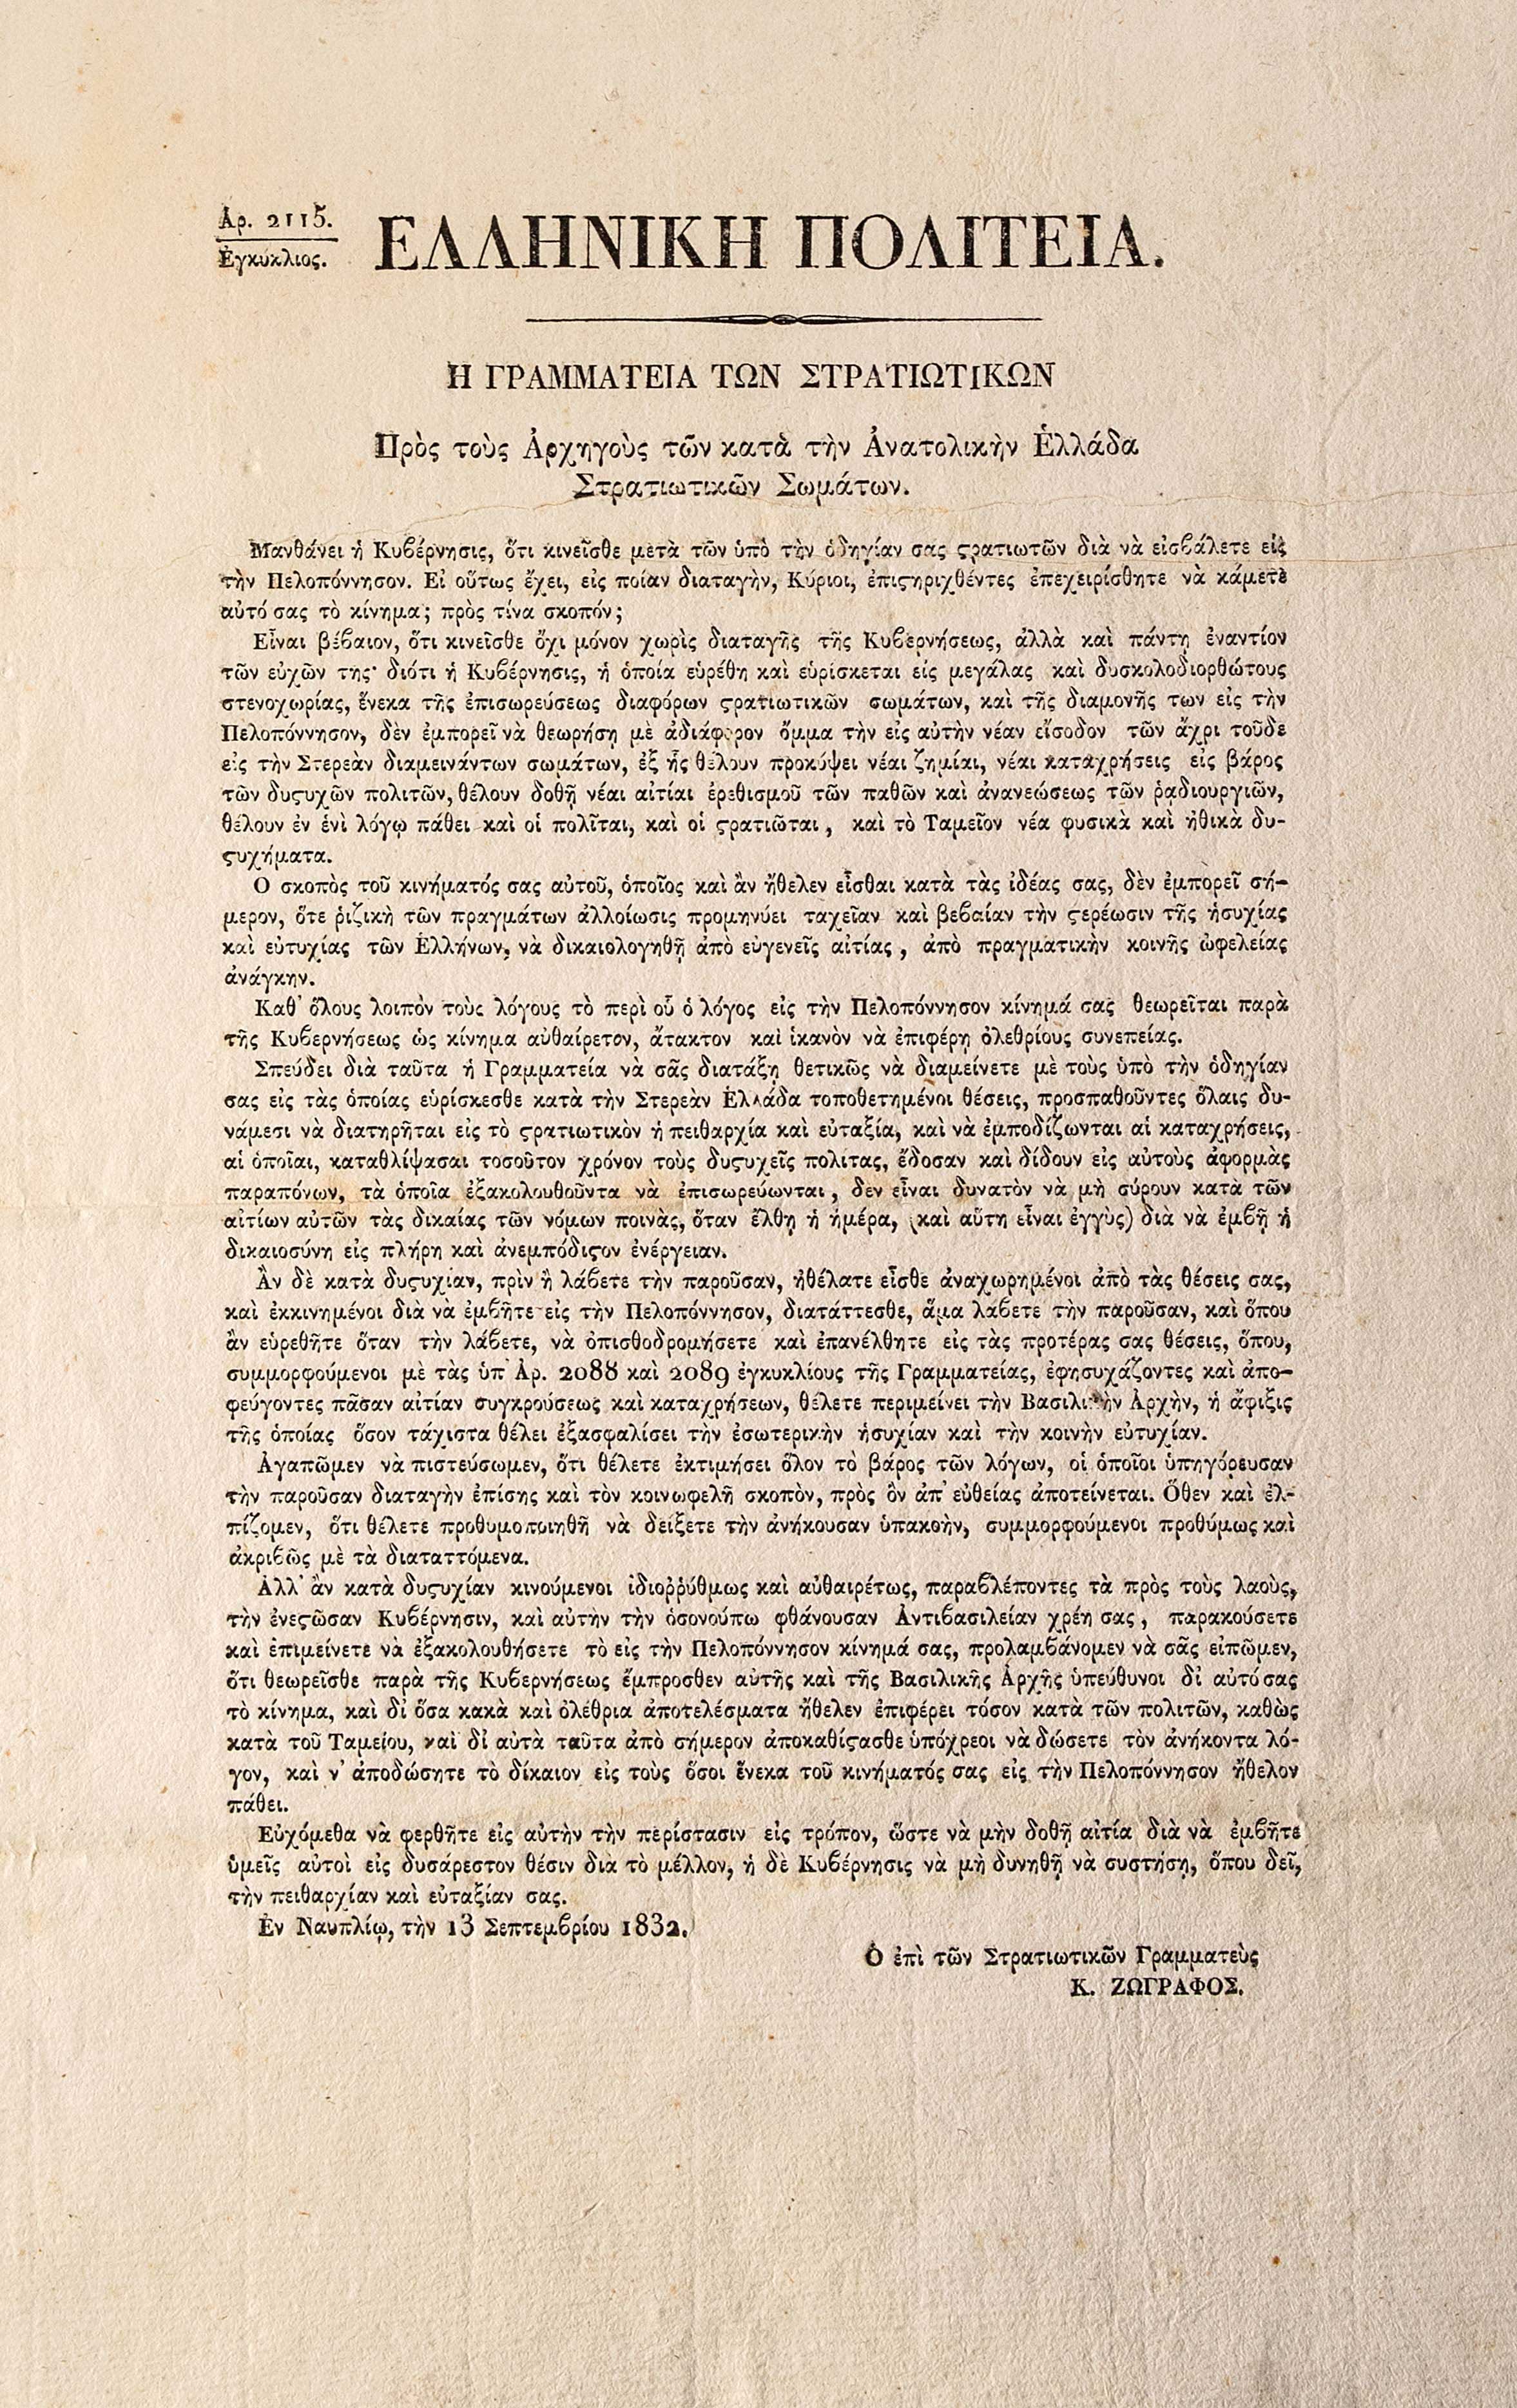 Ἀρ. 2115.
Ἐγκύκλιος.
ΕΛΛΗΝΙΚΗ ΠΟΛΙΤΕΙΑ.
Η ΓΡΑΜΜΑΤΕΙΑ ΤΩΝ ΣΤΡΑΤΙΩΤΙΚΩΝ
Πρὸς τοὺς Ἀρχηγοὺς τῶν κατὰ τὴν Ἀνατολικὴν Ἑλλάδα
Στρατιωτικῶν Σωμάτων.
Μανθάνει ἡ Κυβέρνησις, ὅτι κινεῖσθε μετὰ τῶν ὑπὸ τὴν ὁδηγίαν σας ϛρατιωτῶν διὰ νὰ εἰσβάλετε εἰς
τὴν Πελοπόννησον. Εἰ οὕτως ἔχει, εἰς ποίαν διαταγὴν, Κύριοι, ἐπιϛηριχθέντες ἐπεχειρίσθητε νὰ κάμετε
αὐτό σας τὸ κίνημα; πρὸς τίνα σκοπόν;
Εἶναι βέβαιον, ὅτι κινεῖσθε ὄχι μόνον χωρὶς διαταγῆς τῆς Κυβερνήσεως, ἀλλὰ καὶ πάντη ἐναντίον
τῶν εὐχῶν της· διότι ἡ Κυβέρνησις, ἡ ὁποία εὑρέθη καὶ εὑρίσκεται εἰς μεγάλας καὶ δυσκολοδιορθώτους
στενοχωρίας, ἕνεκα τῆς ἐπισωρεύσεως διαφόρων ϛρατιωτικῶν σωμάτων, καὶ τῆς διαμονῆς των εἰς τὴν
Πελοπόννησον, δὲν ἐμπορεῖ νὰ θεωρήσῃ μὲ ἀδιάφορον ὄμμα τὴν εἰς αὐτὴν νέαν εἴσοδον τῶν ἄχρι τοῦδε
εἰς τὴν Στερεὰν διαμεινάντων σωμάτων, ἐξ ἧς θέλουν προκύψει νέαι ζημίαι, νέαι καταχρήσεις εἰς βάρος
τῶν δυϛυχῶν πολιτῶν, θέλουν δοθῆ νέαι αἰτίαι ἐρεθισμοῦ τῶν παθῶν καὶ ἀνανεώσεως τῶν ῥᾳδιουργιῶν,
θέλουν ἐν ἑνὶ λόγῳ πάθει καὶ οἱ πολῖται, καὶ οἱ ϛρατιῶται, καὶ τὸ Ταμεῖον νέα φυσικὰ καὶ ἠθικὰ δυ-
ϛυχήματα.
Ο σκοπὸς τοῦ κινήματός σας αὐτοῦ, ὁποῖος καὶ ἂν ἤθελεν εἶσθαι κατὰ τὰς ἰδέας σας, δὲν ἐμπορεῖ σή-
μερον, ὅτε ῥιζικὴ τῶν πραγμάτων ἀλλοίωσις προμηνύει ταχεῖαν καὶ βεβαίαν τὴν ϛερέωσιν τῆς ἡσυχίας
καὶ εὐτυχίας τῶν Ἑλλήνων, νὰ δικαιολογηθῇ ἀπὸ εὐγενεῖς αἰτίας, ἀπὸ πραγματικὴν κοινῆς ὠφελείας
ἀνάγκην.
Καθ' ὅλους λοιπὸν τοὺς λόγους τὸ περὶ οὗ ὁ λόγος εἰς τὴν Πελοπόννησον κίνημά σας θεωρεῖται παρὰ
τῆς Κυβερνήσεως ὡς κίνημα αὐθαίρετον, ἄτακτον καὶ ἱκανὸν νὰ ἐπιφέρῃ ὀλεθρίους συνεπείας.
Σπεύδει διὰ ταῦτα ἡ Γραμματεία νὰ σᾶς διατάξῃ θετικῶς νὰ διαμείνετε μὲ τοὺς ὑπὸ τὴν ὁδηγίαν
σας εἰς τὰς ὁποίας εὑρίσκεσθε κατὰ τὴν Στερεὰν Ἑλλάδα τοποθετημένοι θέσεις, προσπαθοῦντες ὅλαις δυ-
νάμεσι νὰ διατηρῆται εἰς τὸ ϛρατιωτικὸν ἡ πειθαρχία καὶ εὐταξία, καὶ νὰ ἐμποδίζωνται αἱ καταχρήσεις,
αἱ ὁποῖαι, καταθλίψασαι τοσοῦτον χρόνον τοὺς δυϛυχεῖς πολίτας, ἔδοσαν καὶ δίδουν εἰς αὐτοὺς ἀφορμὰς
παραπόνων, τὰ ὁποῖα ἐξακολουθοῦντα νὰ ἐπισωρεύωνται, δεν εἶναι δυνατὸν νὰ μὴ σύρουν κατὰ τῶν
αἰτίων αὐτῶν τὰς δικαίας τῶν νόμων ποινὰς, ὅταν ἔλθῃ ἡ ἡμέρα, (καὶ αὕτη εἶναι ἐγγὺς) διὰ νὰ ἐμβῇ ἡ
δικαιοσύνη εἰς πλήρη καὶ ἀνεμπόδιϛον ἐνέργειαν.
Ἂν δὲ κατὰ δυϛυχίαν, πρὶν ἢ λάβετε τὴν παροῦσαν, ἠθέλατε εἶσθε ἀναχωρημένοι ἀπὸ τὰς θέσεις σας,
καὶ ἐκκινημένοι διὰ νὰ ἐμβῆτε εἰς τὴν Πελοπόννησον, διατάττεσθε, ἅμα λάβετε τὴν παροῦσαν, καὶ ὅπου
ἂν εὑρεθῆτε ὅταν τὴν λάβετε, νὰ ὀπισθοδρομήσετε καὶ ἐπανέλθητε εἰς τὰς προτέρας σας θέσεις, ὅπου,
συμμορφούμενοι μὲ τὰς ὑπ' Ἀρ. 2088 καὶ 2089 ἐγκυκλίους τῆς Γραμματείας, ἐφησυχάζοντες καὶ ἀπο-
φεύγοντες πᾶσαν αἰτίαν συγκρούσεως καὶ καταχρήσεων, θέλετε περιμείνει τὴν Βασιλικὴν Ἀρχὴν, ἡ ἄφιξις
τῆς ὁποίας ὅσον τάχιστα θέλει ἐξασφαλίσει τὴν ἐσωτερικὴν ἡσυχίαν καὶ τὴν κοινὴν εὐτυχίαν.
Ἀγαπῶμεν νὰ πιστεύσωμεν, ὅτι θέλετε ἐκτιμήσει ὅλον τὸ βάρος τῶν λόγων, οἱ ὁποῖοι ὑπηγόρευσαν
τὴν παροῦσαν διαταγὴν ἐπίσης καὶ τὸν κοινωφελῆ σκοπὸν, πρὸς ὃν ἀπ' εὐθείας ἀποτείνεται. Ὅθεν καὶ ἐλ-
πίζομεν, ὅτι θέλετε προθυμοποιηθῆ νὰ δείξετε τὴν ἀνήκουσαν ὑπακοὴν, συμμορφούμενοι προθύμως καὶ
ἀκριβῶς μὲ τὰ διαταττόμενα.
Ἀλλ' ἂν κατὰ δυϛυχίαν κινούμενοι ἰδιοῤῥύθμως καὶ αὐθαιρέτως, παραβλέποντες τὰ πρὸς τοὺς λαοὺς,
τὴν ἐνεϛῶσαν Κυβέρνησιν, καὶ αὐτὴν τὴν ὁσονούπω φθάνουσαν Ἀντιβασιλείαν χρέη σας, παρακούσετε
καὶ ἐπιμείνετε νὰ ἐξακολουθήσετε τὸ εἰς τὴν Πελοπόννησον κίνημά σας, προλαμβάνομεν νὰ σᾶς εἰπῶμεν,
ὅτι θεωρεῖσθε παρὰ τῆς Κυβερνήσεως ἔμπροσθεν αὐτῆς καὶ τῆς Βασιλικῆς Ἀρχῆς ὑπεύθυνοι δι' αὐτό σας
τὸ κίνημα, καὶ δι' ὅσα κακὰ καὶ ὀλέθρια ἀποτελέσματα ἤθελεν ἐπιφέρει τόσον κατὰ τῶν πολιτῶν, καθὼς
κατὰ τοῦ Ταμείου, καὶ δι' αὐτὰ ταῦτα ἀπὸ σήμερον ἀποκαθίϛασθε ὑπόχρεοι νὰ δώσετε τὸν ἀνήκοντα λό-
γον, καὶ ν' ἀποδώσητε τὸ δίκαιον εἰς τοὺς ὅσοι ἕνεκα τοῦ κινήματός σας εἰς τὴν Πελοπόννησον ἤθελον
πάθει.
Εὐχόμεθα νὰ φερθῆτε εἰς αὐτὴν τὴν περίστασιν εἰς τρόπον, ὥστε νὰ μὴν δοθῇ αἰτία διὰ νὰ ἐμβῆτε
ὑμεῖς αὐτοὶ εἰς δυσάρεστον θέσιν διὰ τὸ μέλλον, ἡ δὲ Κυβέρνησις νὰ μὴ δυνηθῇ νὰ συστήσῃ, ὅπου δεῖ,
τὴν πειθαρχίαν καὶ εὐταξίαν σας.
Ἐν Ναυπλίῳ, τὴν 13 Σεπτεμβρίου 1832.
Ὁ ἐπὶ τῶν Στρατιωτικῶν Γραμματεὺς
Κ. ΖΩΓΡΑΦΟΣ.